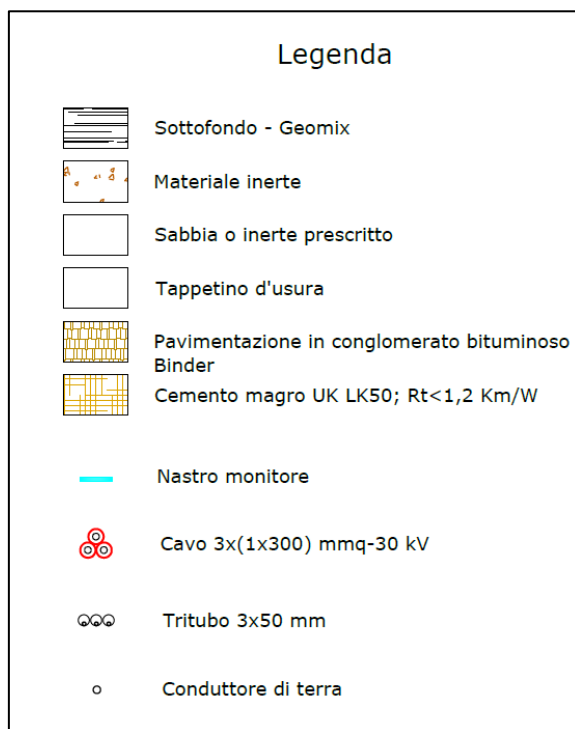 Legenda
Sottofondo - Geomix
Materiale inerte
Sabbia o inerte prescritto
Tappetino d'usura
Pavimentazione in conglomerato bituminoso
Binder
Cemento magro UK LK50; Rt<1,2 Km/W
Nastro monitore
Cavo 3x(1x300) mmq-30 kV
Tritubo 3x50 mm
Conduttore di terra